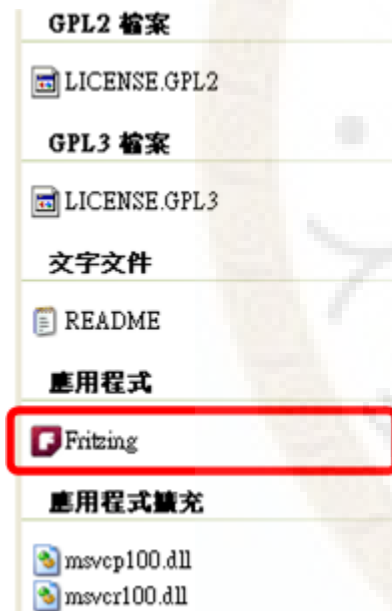 GPL2 檔案
LICENSE.GPL2
GPL3 檔案
LICENSE.GPL3
文字文件
README
應用程式
Fritzing
應用程式擴充
msvcp100.dll
msvcr100.dll